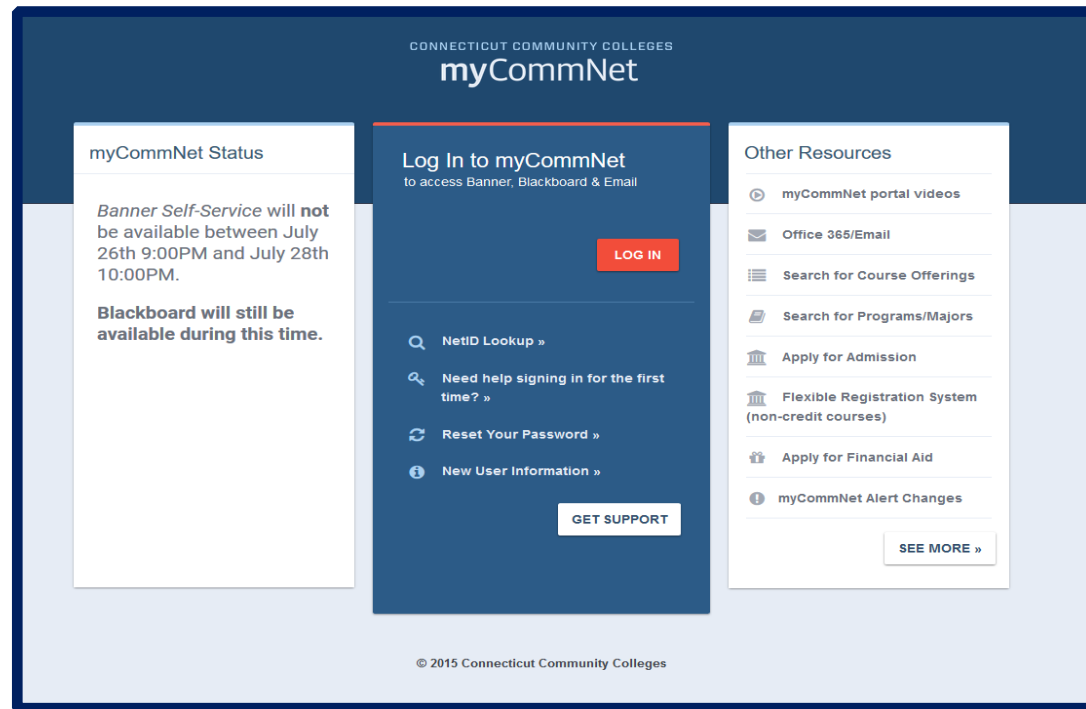 CONNECTICUT COMMUNITY COLLEGES
myCommNet
myCommNet Status
Banner Self-Service will not
be available between July
26th 9:00PM and July 28th
10:00PM.
Blackboard will still be
available during this time.
Log In to myCommNet
to access Banner, Blackboard & Email
LOG IN
NetID Lookup »
Need help signing in for the first
time? »
Reset Your Password »
New User Information »
GET SUPPORT
Other Resources
myCommNet portal videos
Office 365/Email
Search for Course Offerings
Search for Programs/Majors
Apply for Admission
Flexible Registration System
(non-credit courses)
Apply for Financial Aid
myCommNet Alert Changes
SEE MORE »
© 2015 Connecticut Community Colleges